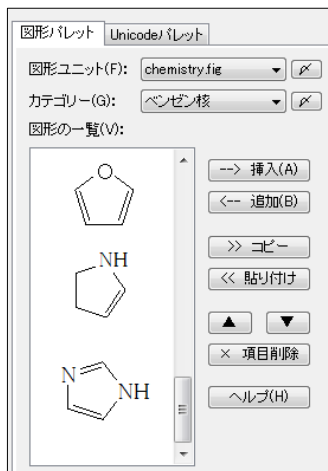 図形パレット Unicodeパレット
図形ユニット(F): chemistry.fig
カテゴリー(G): ベンゼン核
図形の一覧(V):
O
NH
N
NH
--> 挿入(A)
<-- 追加(B)
>> コピー
<< 貼り付け
▲ ▼
× 項目削除
ヘルプ(H)